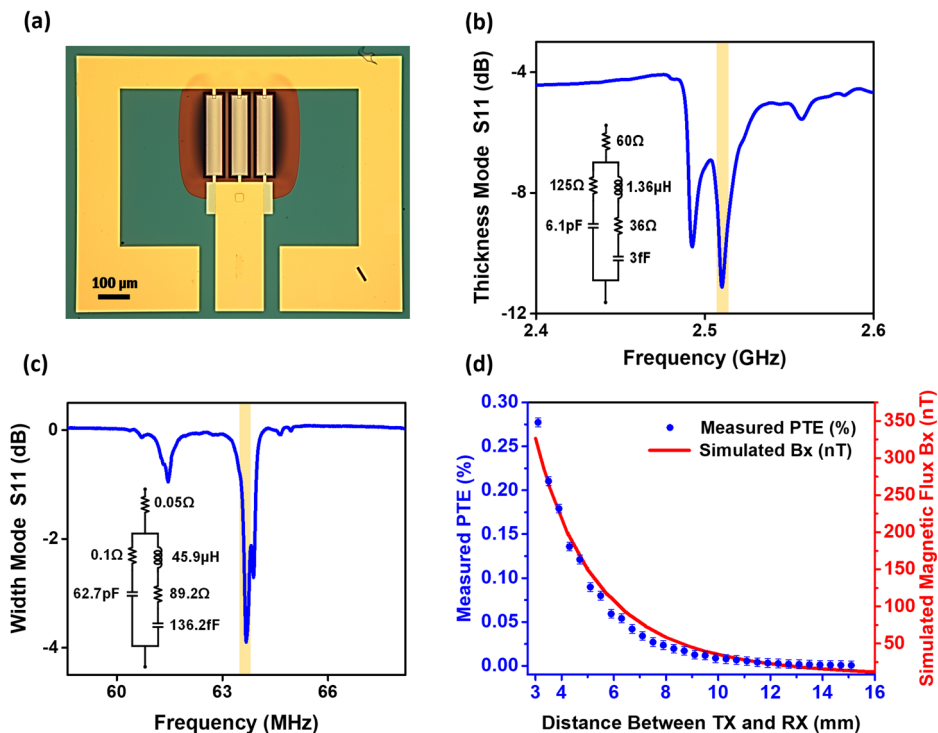 (a)
100 µm
(b)
Thickness Mode S11 (dB)
-4
-8
-12
60Ω
125Ω
1.36µH
6.1pF
36Ω
3fF
2.4
2.5
2.6
Frequency (GHz)
(c)
Width Mode S11 (dB)
0
-2
-4
0.05Ω
0.1Ω
45.9µH
62.7pF
89.2Ω
136.2fF
60
63
66
Frequency (MHz)
(d)
Measured PTE (%)
0.30
0.25
0.20
0.15
0.10
0.05
0.00
Measured PTE (%)
Simulated Bx (nT)
350
300
250
200
150
100
50
Simulated Magnetic Flux Bx (nT)
3 4 6 8 10 12 14 16
Distance Between TX and RX (mm)